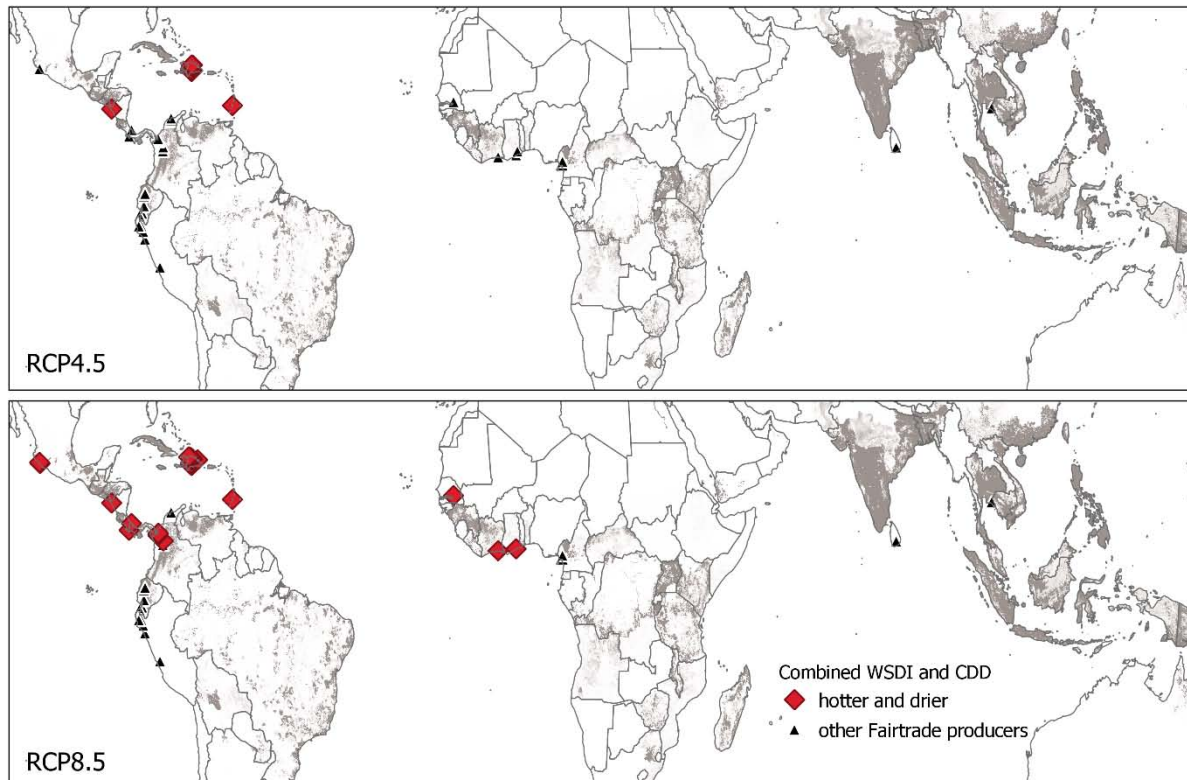 RCP4.5
Combined WSDI and CDD
hotter and drier
other Fairtrade producers
RCP8.5